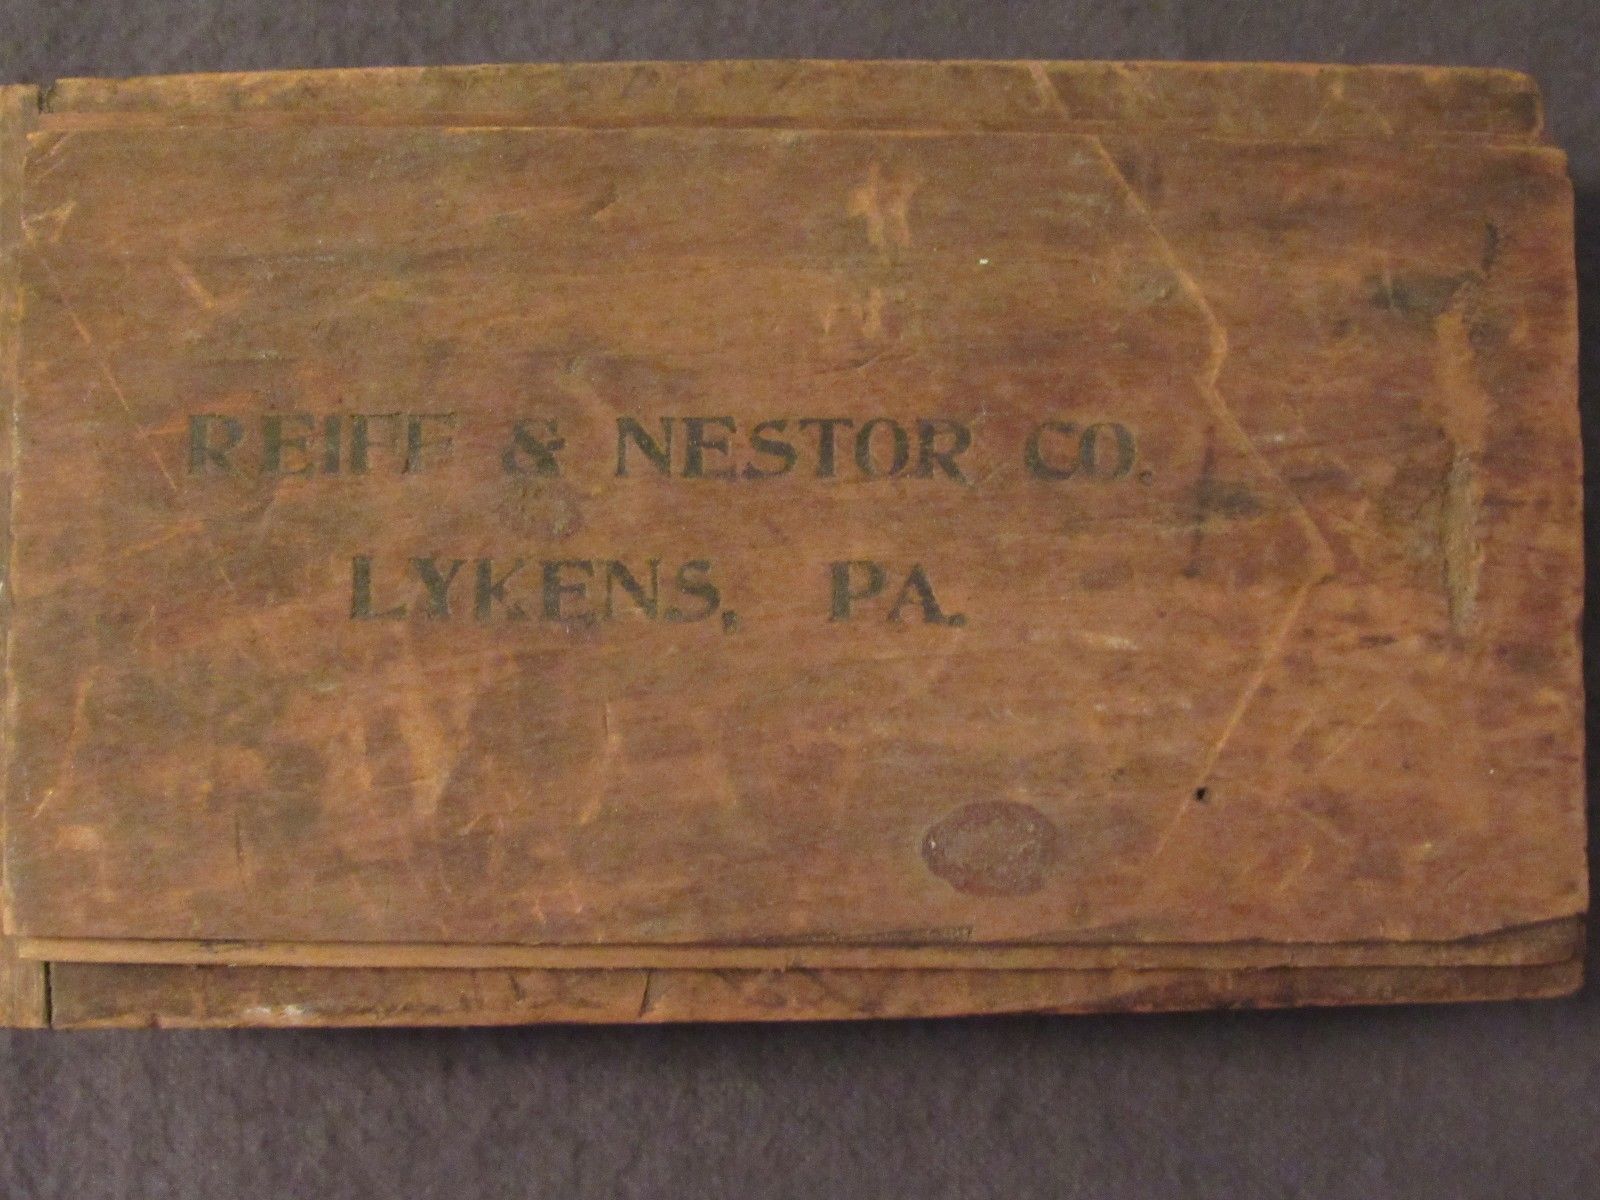 REIFF & NESTOR CO.
LYKENS, PA.